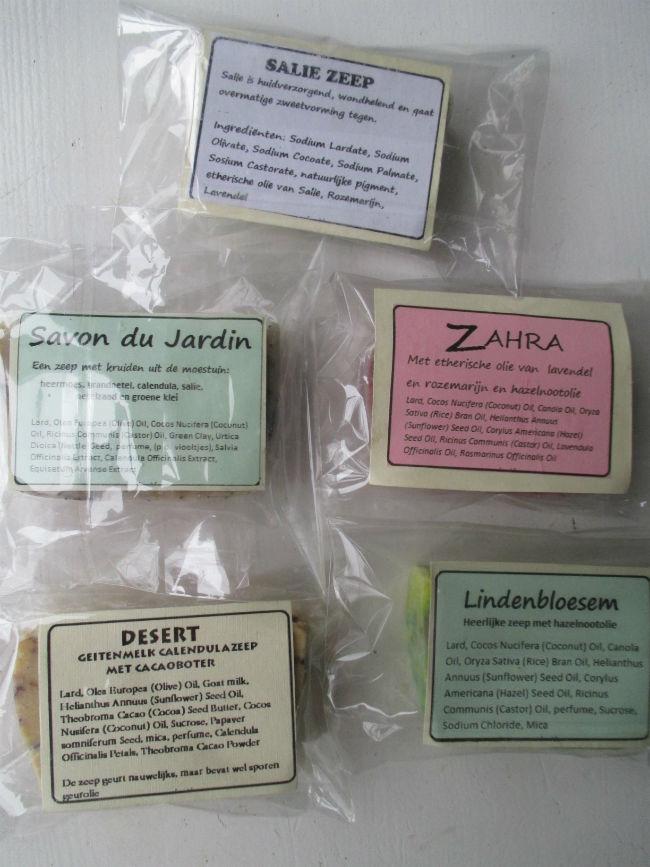 SALIE ZEEP
Salie is huidverzorgend, wondhelend en gaat
overmatige zweetvorming tegen.
Ingrediënten: Sodium Lardate, Sodium
Olivate, Sodium Cocoate, Sodium Palmate,
Sosium Castorate, natuurlijke pigment,
etherische olie van Salie, Rozemarijn,
Lavendel
Savon du Jardin
Een zeep met kruiden uit de moestuin:
heermoes, brandnetel, calendula, salie,
en groene klei
Lard, Olea Europea (Olive) Oil, Cocos Nucifera (Coconut)
Oil, Ricinus Communis (Castor) Oil, Green Clay, Urtica
Dioica (Nettle Seed, perfume, viooltjes), Salvia
Officinalis Extract, Calendula Officinalis Extract,
Equisetum Arvense Extract
ZAHRA
Met etherische olie van lavendel
en rozemarijn en hazelnootolie
Lard, Cocos Nucifera (Coconut) Oil, Canola Oil, Oryza
Sativa (Rice) Bran Oil, Helianthus Annuus
(Sunflower) Seed Oil, Corylus Americana (Hazel)
Seed Oil, Ricinus Communis (Castor) Oil, Lavendula
Officinalis Oil, Rosmarinus Officinalis Oil
DESERT
GEITENMELK CALENDULAZEEP
MET CACAOBOTER
Lard, Olea Europea (Olive) Oil, Goat milk,
Helianthus Annuus (Sunflower) Seed Oil,
Theobroma Cacao (Cocoa) Seed Butter, Cocos
Nusifera (Coconut) Oil, Sucrose, Papaver
somniferum Seed, mica, perfume, Calendula
Officinalis Petals, Theobroma Cacao Powder
De zeep geurt nauwelijks, maar bevat wel sporen
geurolie
Lindenbloesem
Heerlijke zeep met hazelnootolie
Lard, Cocos Nucifera (Coconut) Oil, Canola
Oil, Oryza Sativa (Rice) Bran Oil, Helianthus
Annuus (Sunflower) Seed Oil, Corylus
Americana (Hazel) Seed Oil, Ricinus
Communis (Castor) Oil, perfume, Sucrose,
Sodium Chloride, Mica